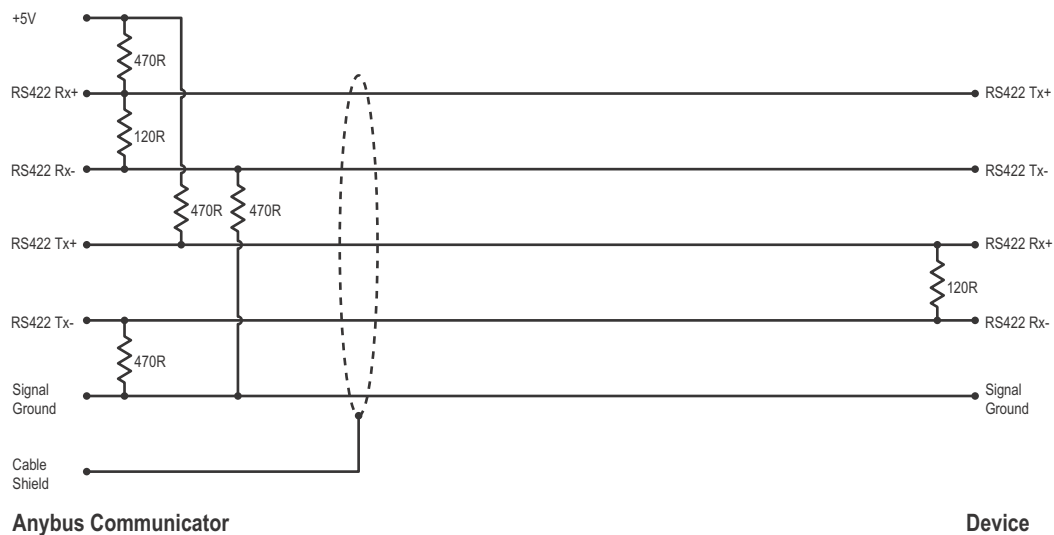 +5V
470R
RS422 Rx+
RS422 Tx+
120R
RS422 Rx-
RS422 Tx-
470R
470R
RS422 Tx+
RS422 Rx+
120R
RS422 Tx-
RS422 Rx-
470R
Signal
Ground
Signal
Ground
Cable
Shield
Anybus Communicator
Device